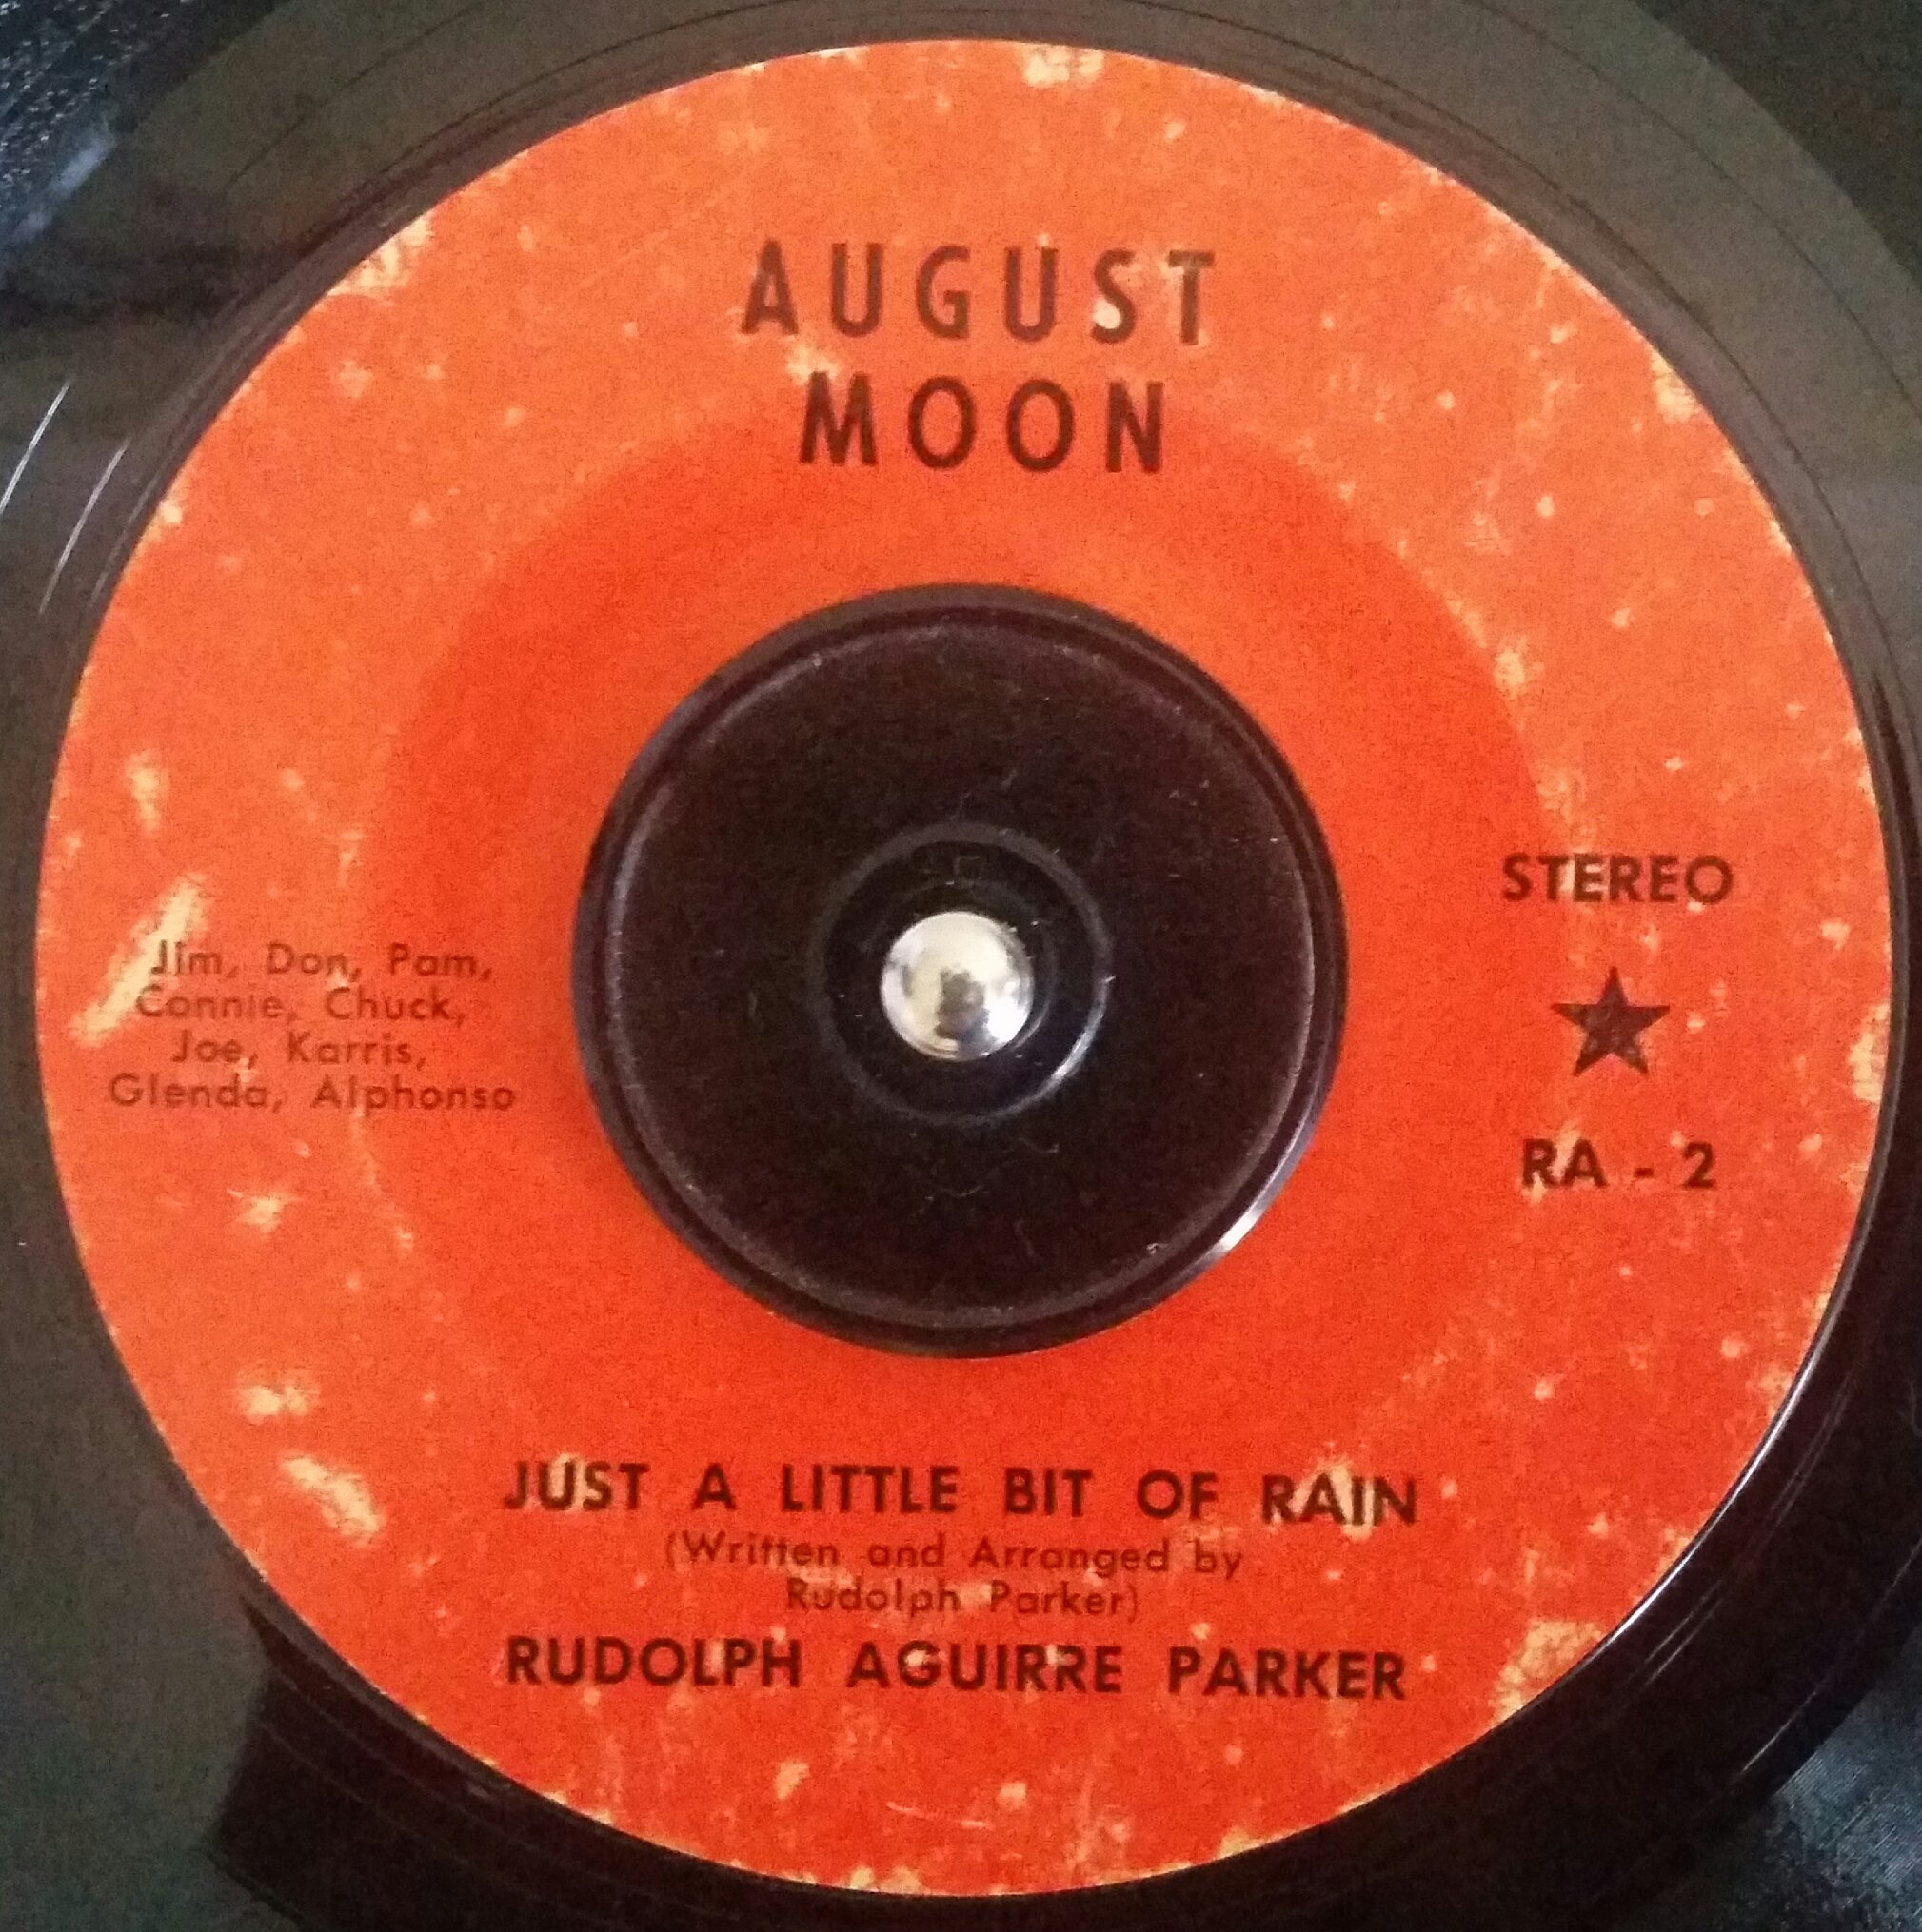 AUGUST
MOON
STEREO
Jim, Don, Pam,
Connie, Chuck,
Joe, Karris,
Glenda, Alphonso
RA - 2
JUST A LITTLE BIT OF RAIN
(Written and Arranged by
Rudolph Parker)
RUDOLPH AGUIRRE PARKER